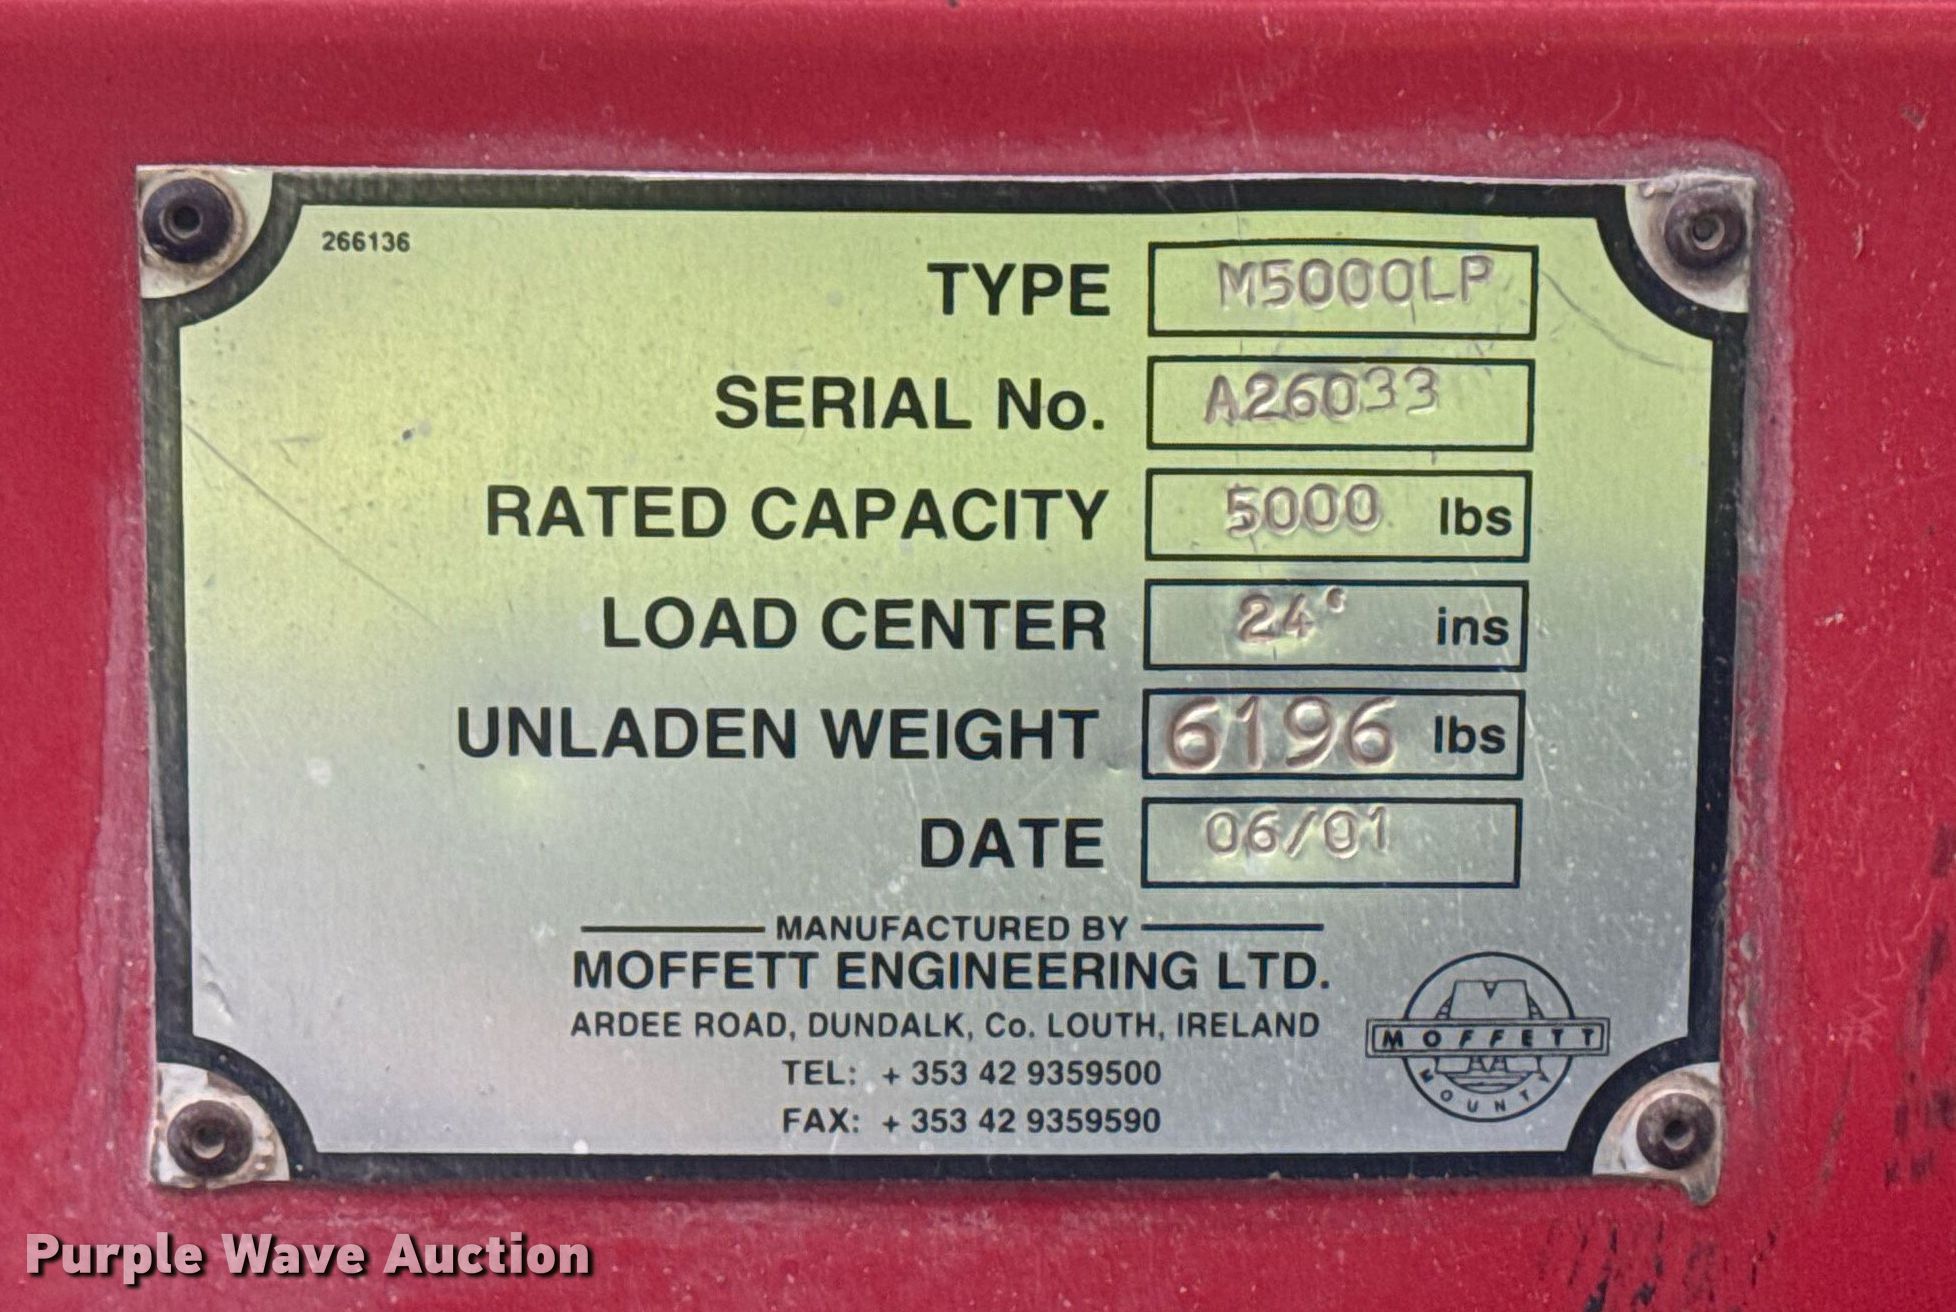 266136
TYPE M5000LP
SERIAL No. A26033
RATED CAPACITY 5000 lbs
LOAD CENTER 24" ins
UNLADEN WEIGHT 6196 lbs
DATE 06/01
MANUFACTURED BY
MOFFETT ENGINEERING LTD.
ARDEE ROAD, DUNDALK, Co. LOUTH, IRELAND
TEL: + 353 42 9359500
FAX: + 353 42 9359590
MOFFETT
MOUNTY
Purple Wave Auction